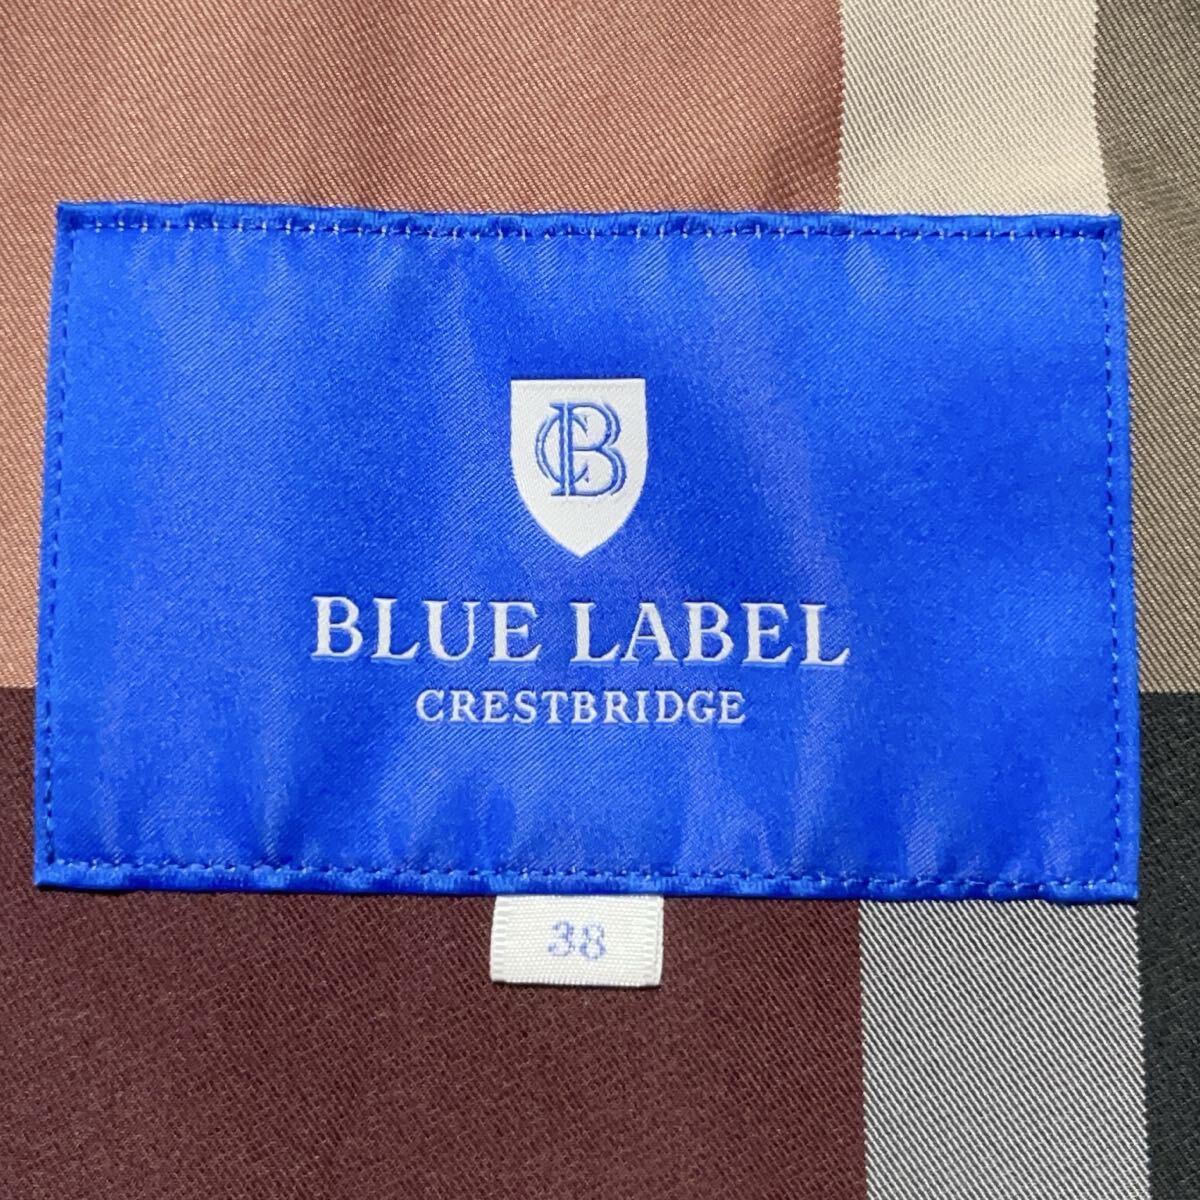 CB
BLUE LABEL
CRESTBRIDGE
38